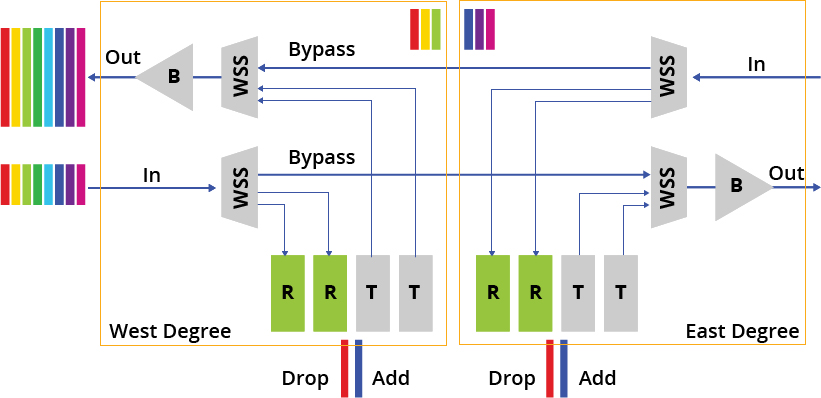 Out
B
WSS
Bypass
WSS
In
In
WSS
Bypass
WSS
B
Out
R
R
T
T
R
R
T
T
West Degree
East Degree
Drop
Add
Drop
Add